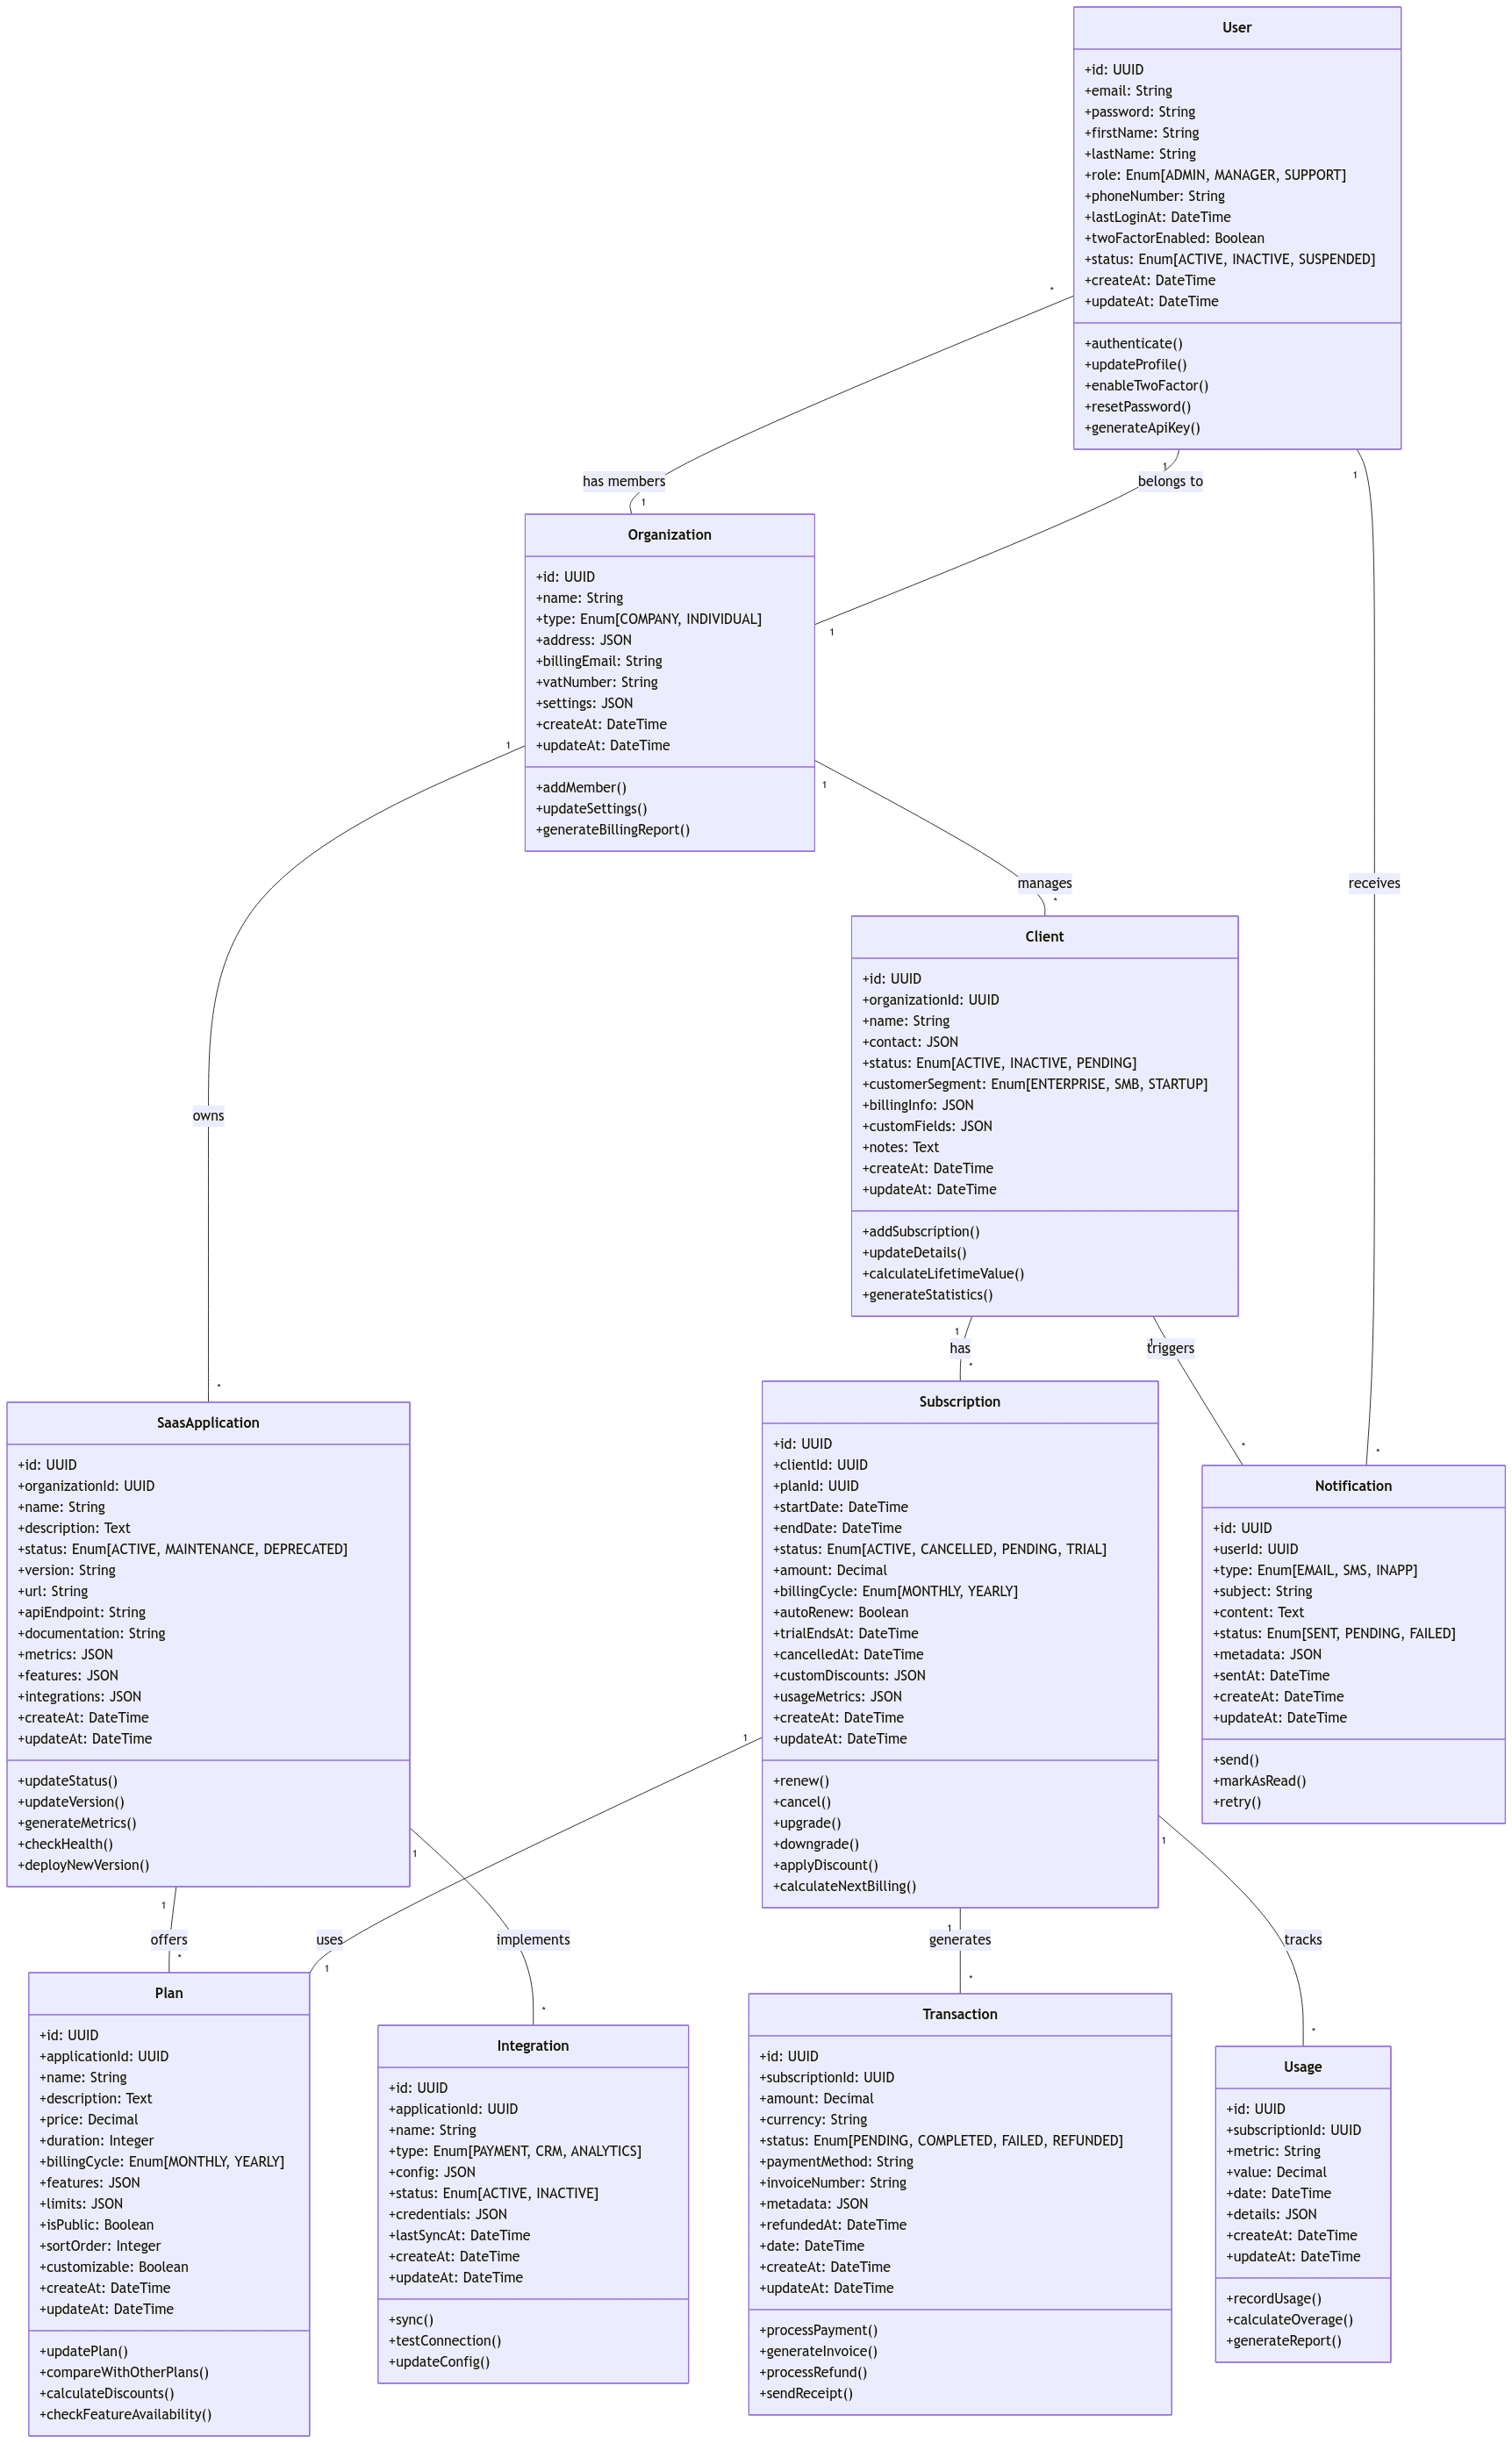 User
+id: UUID
+email: String
+password: String
+firstName: String
+lastName: String
+role: Enum[ADMIN, MANAGER, SUPPORT]
+phoneNumber: String
+lastLoginAt: DateTime
+twoFactorEnabled: Boolean
+status: Enum[ACTIVE, INACTIVE, SUSPENDED]
+createAt: DateTime
+updateAt: DateTime
+authenticate()
+updateProfile()
+enableTwoFactor()
+resetPassword()
+generateApiKey()
*
has members
1
1
belongs to
1
1
receives
*
Organization
+id: UUID
+name: String
+type: Enum[COMPANY, INDIVIDUAL]
+address: JSON
+billingEmail: String
+vatNumber: String
+settings: JSON
+createAt: DateTime
+updateAt: DateTime
+addMember()
+updateSettings()
+generateBillingReport()
1
owns
*
1
manages
*
Client
+id: UUID
+organizationId: UUID
+name: String
+contact: JSON
+status: Enum[ACTIVE, INACTIVE, PENDING]
+customerSegment: Enum[ENTERPRISE, SMB, STARTUP]
+billingInfo: JSON
+customFields: JSON
+notes: Text
+createAt: DateTime
+updateAt: DateTime
+addSubscription()
+updateDetails()
+calculateLifetimeValue()
+generateStatistics()
1
has
*
1
triggers
*
SaasApplication
+id: UUID
+organizationId: UUID
+name: String
+description: Text
+status: Enum[ACTIVE, MAINTENANCE, DEPRECATED]
+version: String
+url: String
+apiEndpoint: String
+documentation: String
+metrics: JSON
+features: JSON
+integrations: JSON
+createAt: DateTime
+updateAt: DateTime
+updateStatus()
+updateVersion()
+generateMetrics()
+checkHealth()
+deployNewVersion()
Subscription
+id: UUID
+clientId: UUID
+planId: UUID
+startDate: DateTime
+endDate: DateTime
+status: Enum[ACTIVE, CANCELLED, PENDING, TRIAL]
+amount: Decimal
+billingCycle: Enum[MONTHLY, YEARLY]
+autoRenew: Boolean
+trialEndsAt: DateTime
+cancelledAt: DateTime
+customDiscounts: JSON
+usageMetrics: JSON
+createAt: DateTime
+updateAt: DateTime
+renew()
+cancel()
+upgrade()
+downgrade()
+applyDiscount()
+calculateNextBilling()
Notification
+id: UUID
+userId: UUID
+type: Enum[EMAIL, SMS, INAPP]
+subject: String
+content: Text
+status: Enum[SENT, PENDING, FAILED]
+metadata: JSON
+sentAt: DateTime
+createAt: DateTime
+updateAt: DateTime
+send()
+markAsRead()
+retry()
1
offers
*
1
uses
1
1
implements
*
1
generates
*
1
tracks
*
Plan
+id: UUID
+applicationId: UUID
+name: String
+description: Text
+price: Decimal
+duration: Integer
+billingCycle: Enum[MONTHLY, YEARLY]
+features: JSON
+limits: JSON
+isPublic: Boolean
+sortOrder: Integer
+customizable: Boolean
+createAt: DateTime
+updateAt: DateTime
+updatePlan()
+compareWithOtherPlans()
+calculateDiscounts()
+checkFeatureAvailability()
Integration
+id: UUID
+applicationId: UUID
+name: String
+type: Enum[PAYMENT, CRM, ANALYTICS]
+config: JSON
+status: Enum[ACTIVE, INACTIVE]
+credentials: JSON
+lastSyncAt: DateTime
+createAt: DateTime
+updateAt: DateTime
+sync()
+testConnection()
+updateConfig()
Transaction
+id: UUID
+subscriptionId: UUID
+amount: Decimal
+currency: String
+status: Enum[PENDING, COMPLETED, FAILED, REFUNDED]
+paymentMethod: String
+invoiceNumber: String
+metadata: JSON
+refundedAt: DateTime
+date: DateTime
+createAt: DateTime
+updateAt: DateTime
+processPayment()
+generateInvoice()
+processRefund()
+sendReceipt()
Usage
+id: UUID
+subscriptionId: UUID
+metric: String
+value: Decimal
+date: DateTime
+details: JSON
+createAt: DateTime
+updateAt: DateTime
+recordUsage()
+calculateOverage()
+generateReport()